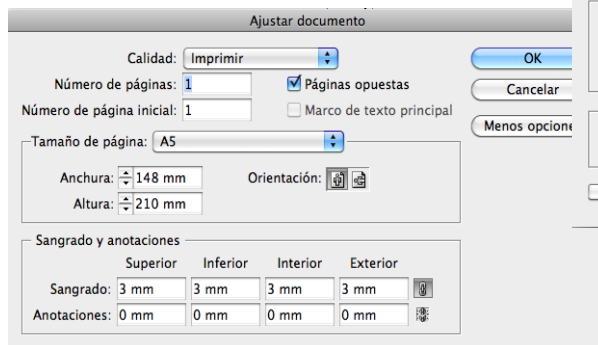 Ajustar documento
Calidad: Imprimir
OK
Número de páginas: 1
Páginas opuestas
Cancelar
Número de página inicial: 1
Marco de texto principal
Menos opcione
Tamaño de página: A5
Anchura: 148 mm
Orientación:
Altura: 210 mm
Sangrado y anotaciones
Superior Inferior Interior Exterior
Sangrado: 3 mm 3 mm 3 mm 3 mm
Anotaciones: 0 mm 0 mm 0 mm 0 mm